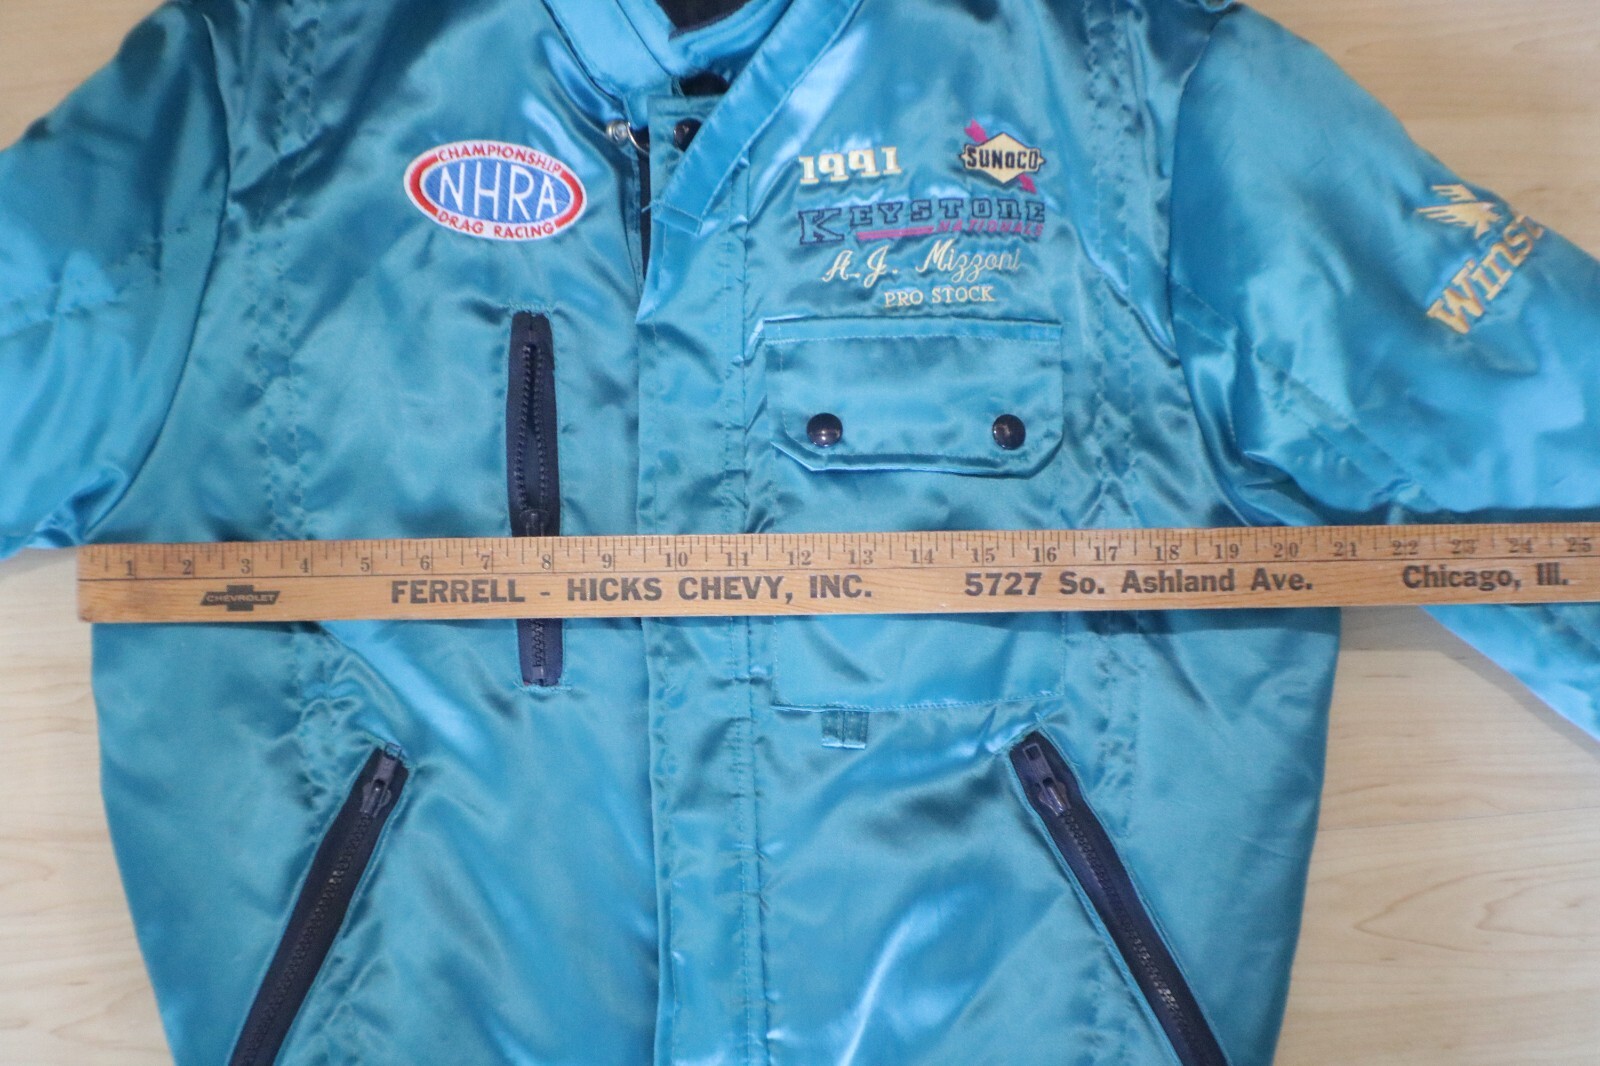 CHAMPIONSHIP
NHRA
DRAG RACING
1991
SUNOCO
KEYSTONE
NATIONALS
A.J. Mizzoni
PRO STOCK
1 2 3 4 5 6 7 8 9 10 11 12 13 14 15 16 17 18 19 20 21 22 23 24 25
CHEVROLET
FERRELL - HICKS CHEVY, INC. 5727 So. Ashland Ave. Chicago, Ill.